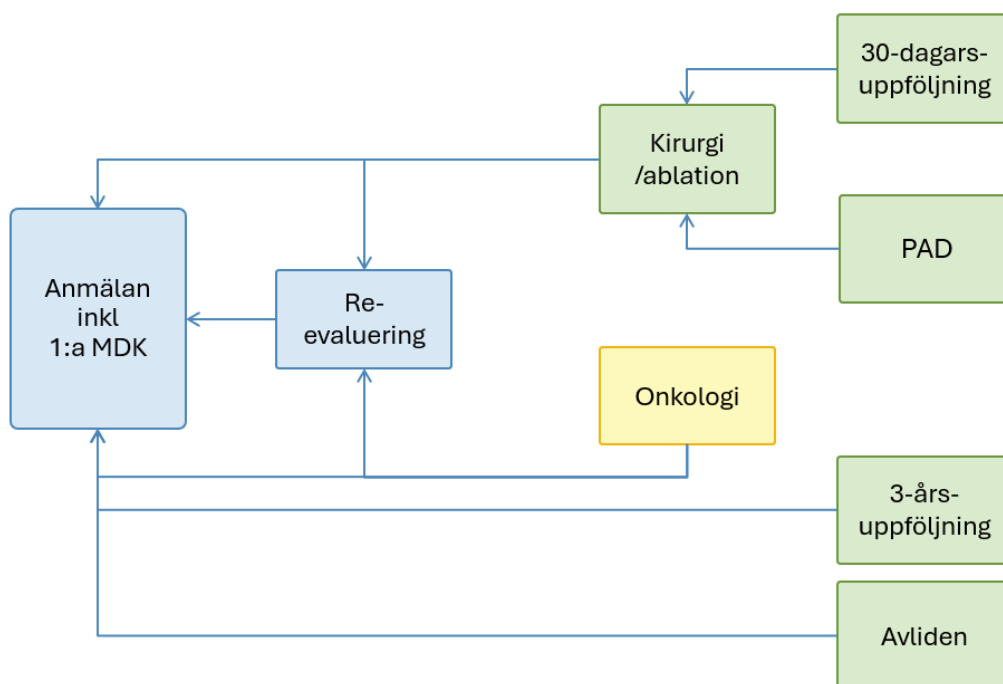 30-dagars-
uppföljning
Kirurgi
/ablation
PAD
Anmälan
inkl
1:a MDK
Re-
evaluering
Onkologi
3-års-
uppföljning
Avliden